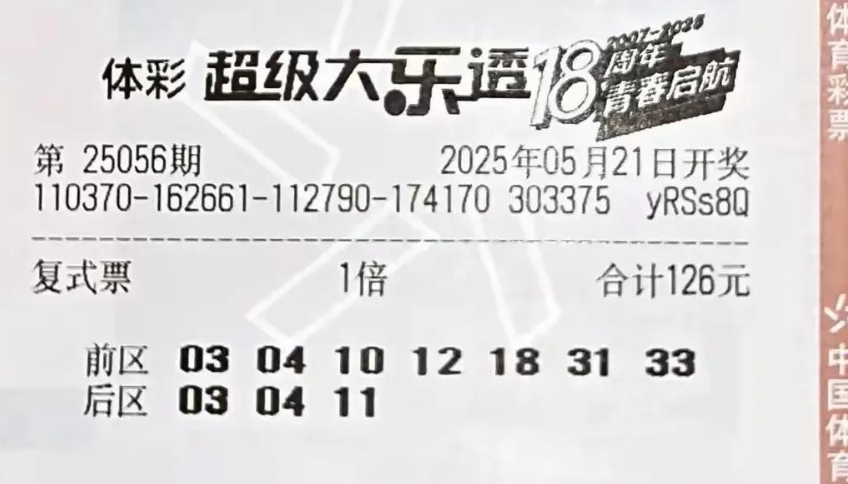 体彩 超级大乐透 18周年 2007-2025
青春启航
第 25056期 2025年05月21日开奖
110370-162661-112790-174170 303375 yRSs8Q
复式票 1倍 合计126元
前区 03 04 10 12 18 31 33
后区 03 04 11
体育彩票
中国体育